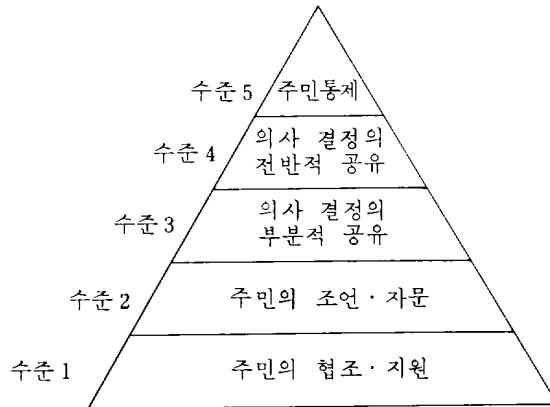 수준 5 주민통제
수준 4 의사 결정의
전반적 공유
수준 3 의사 결정의
부분적 공유
수준 2 주민의 조언·자문
수준 1 주민의 협조·지원